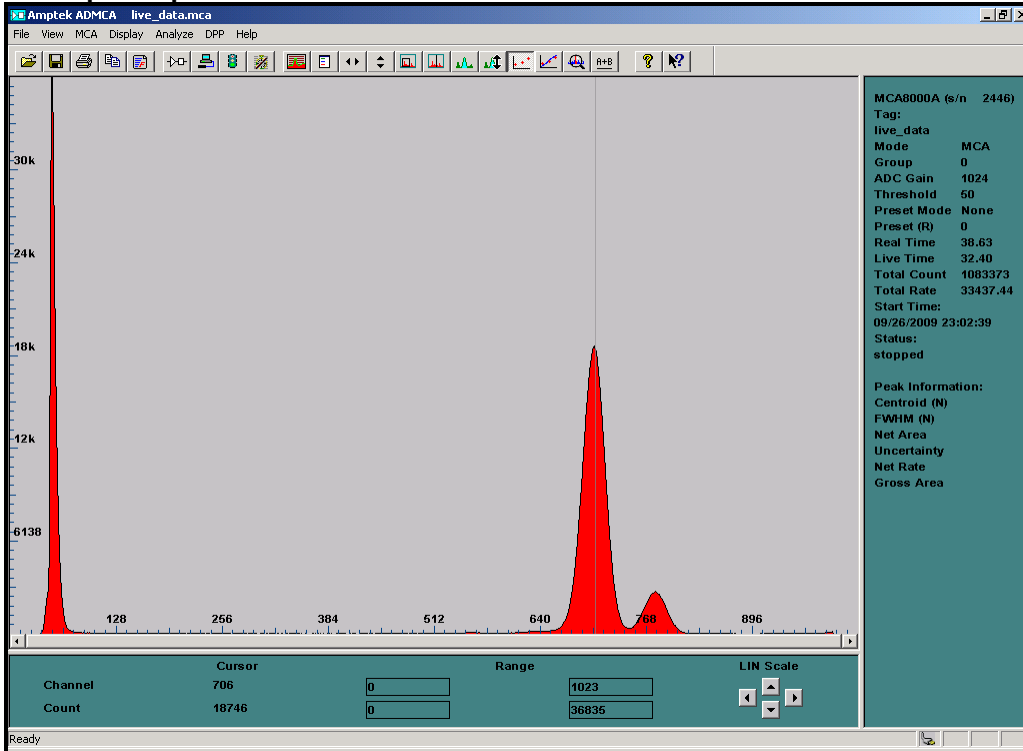 Amptek ADMCA live_data.mca
File View MCA Display Analyze DPP Help
A+B
30k
24k
18k
12k
6138
128 256 384 512 640 768 896
MCA8000A (s/n 2446)
Tag:
live_data
Mode MCA
Group 0
ADC Gain 1024
Threshold 50
Preset Mode None
Preset (R) 0
Real Time 38.63
Live Time 32.40
Total Count 1083373
Total Rate 33437.44
Start Time:
09/26/2009 23:02:39
Status:
stopped
Peak Information:
Centroid (N)
FWHM (N)
Net Area
Uncertainty
Net Rate
Gross Area
Cursor Range LIN Scale
Channel 706 0 1023
Count 18746 0 36835
Ready